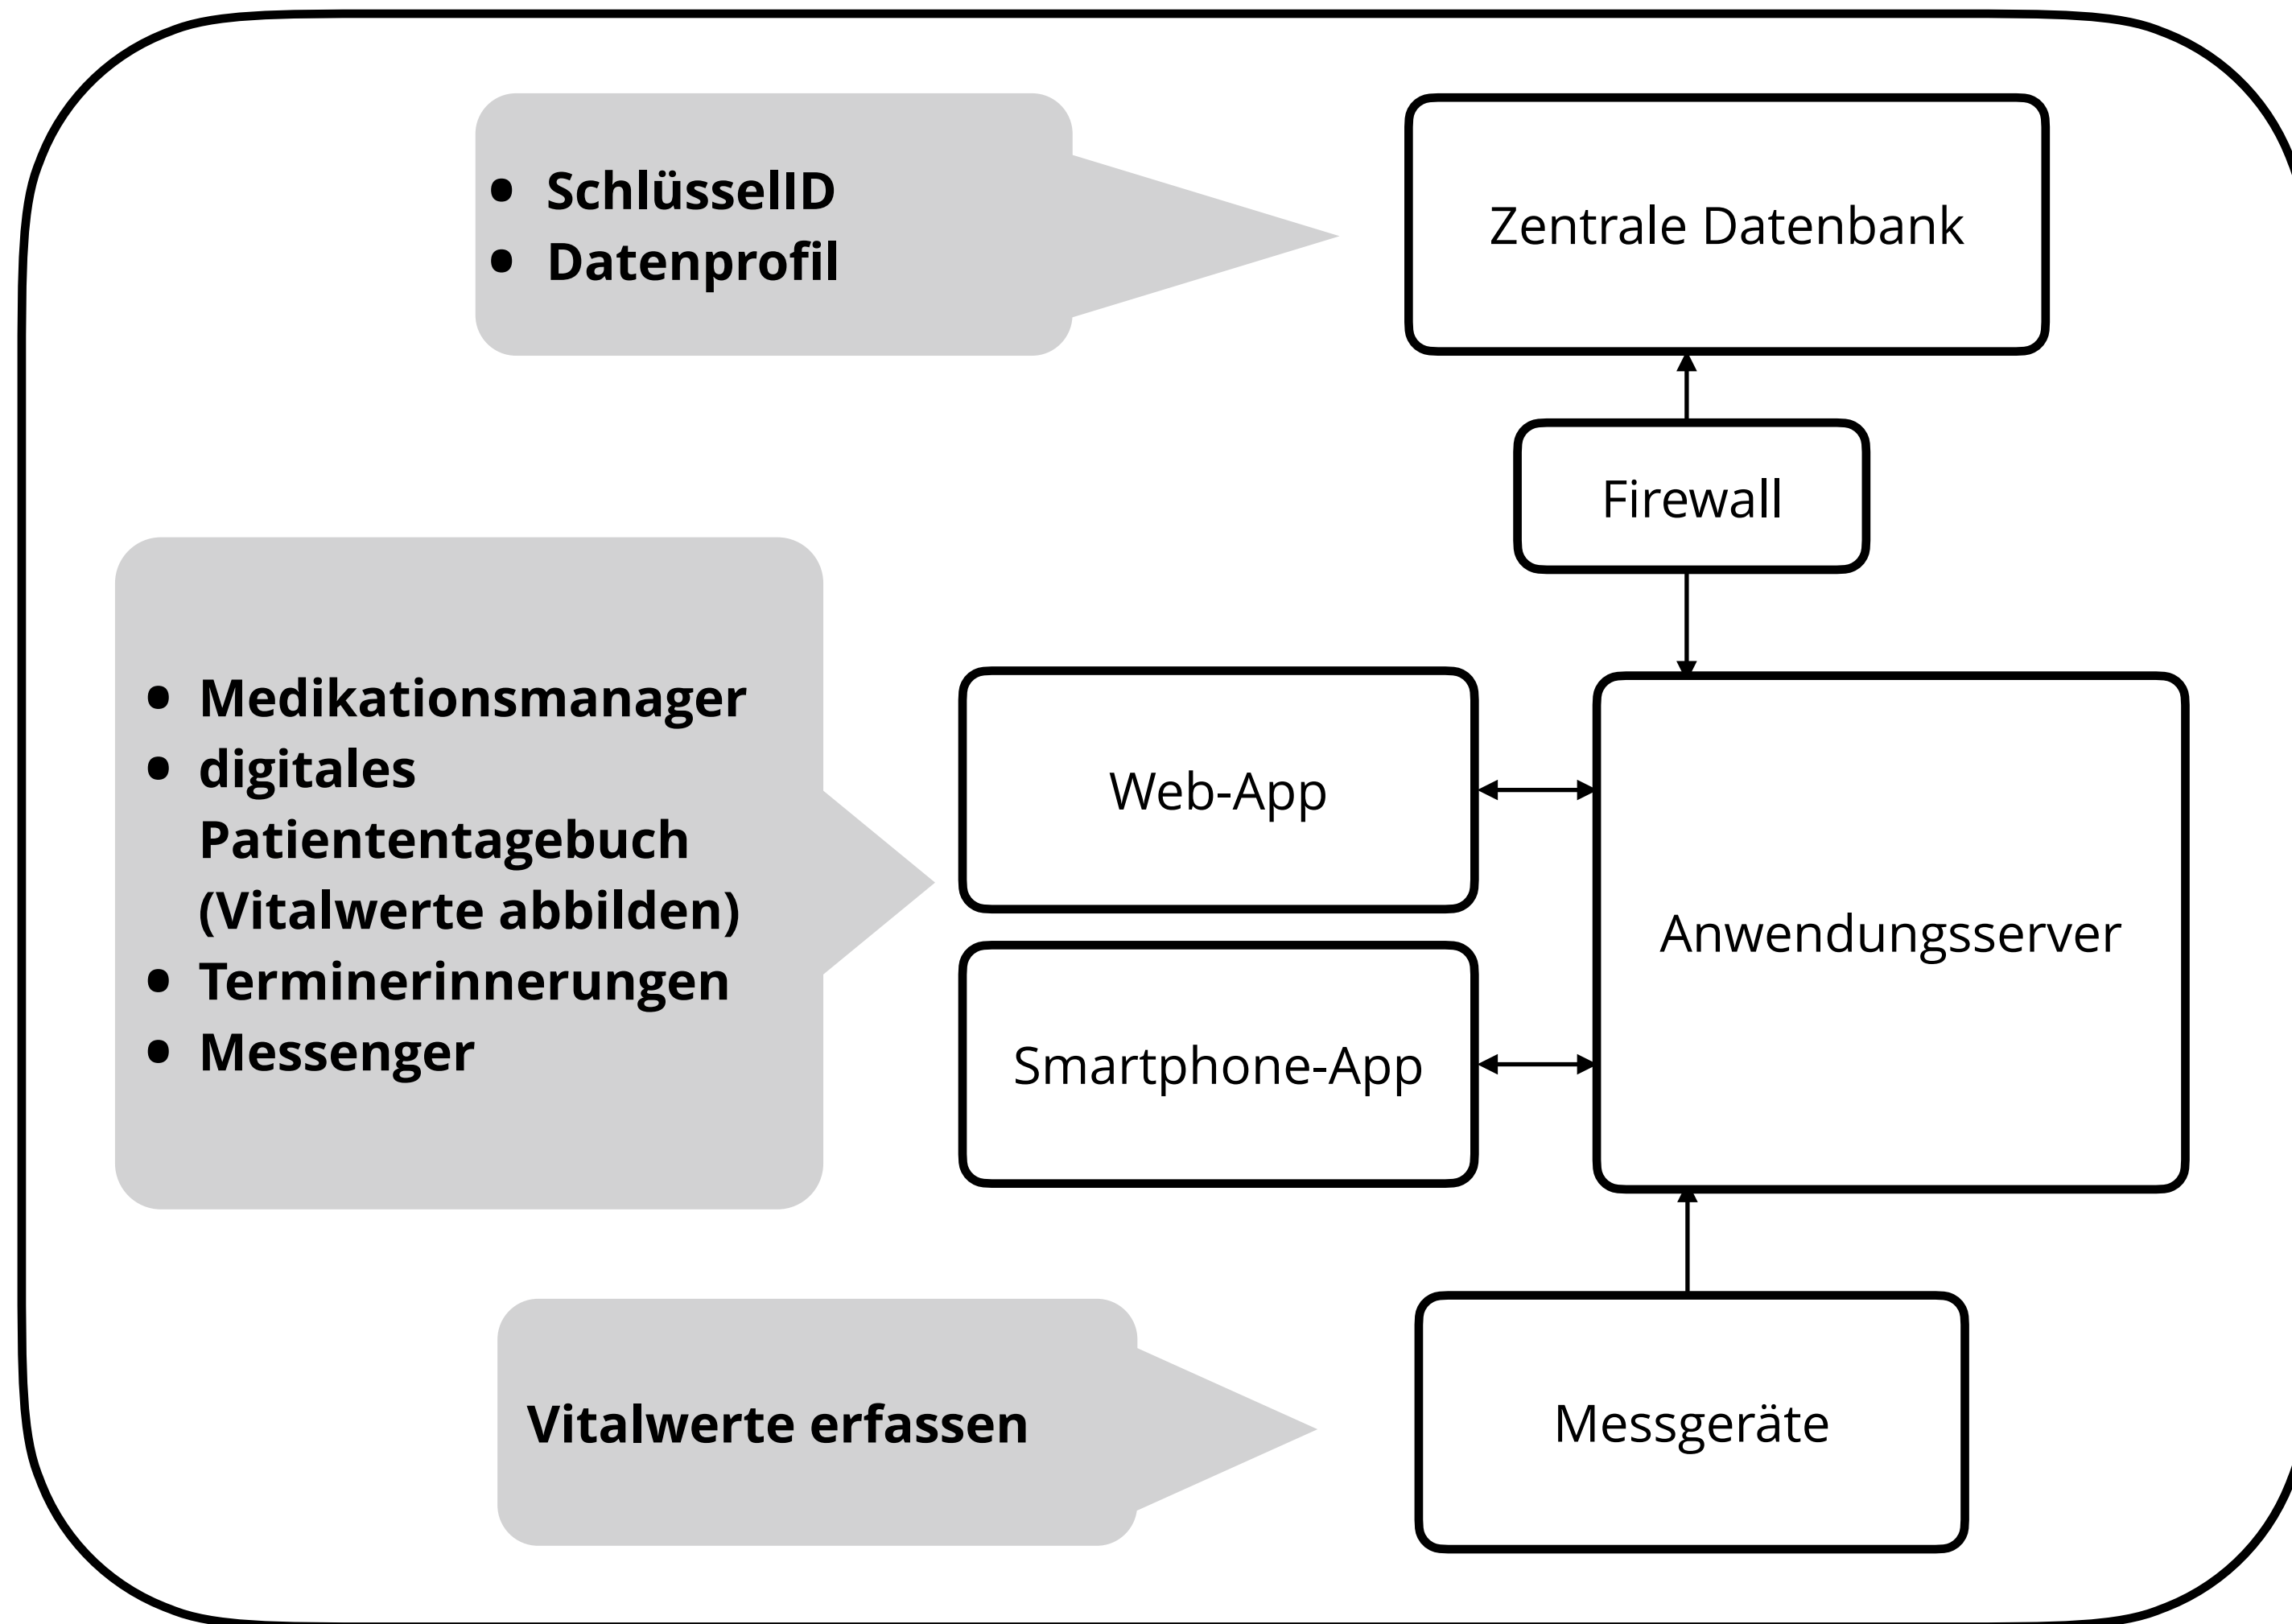 • SchlüsselID
• Datenprofil
Zentrale Datenbank
Firewall
• Medikationsmanager
• digitales
Patiententagebuch
(Vitalwerte abbilden)
• Terminerinnerungen
• Messenger
Web-App
Smartphone-App
Anwendungsserver
Vitalwerte erfassen
Messgeräte